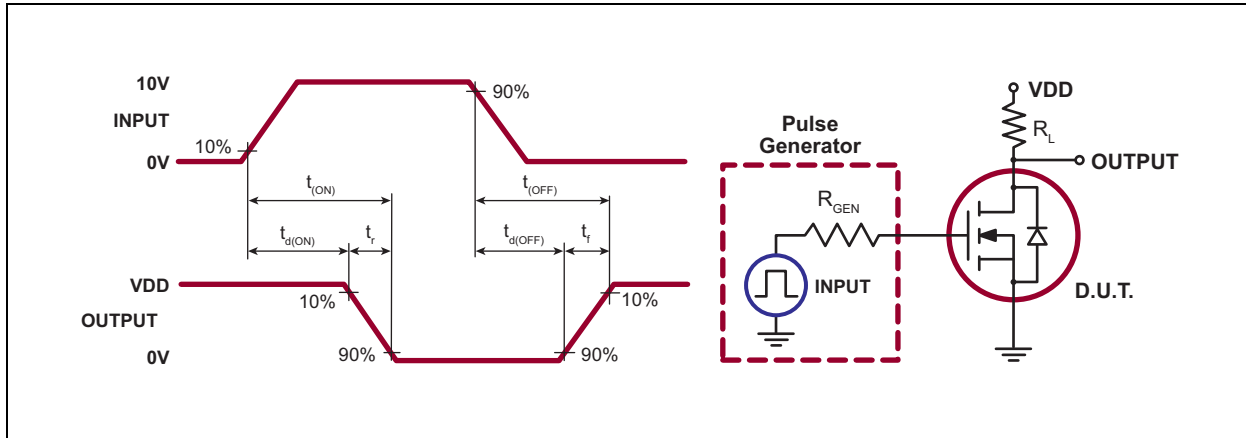 10V
INPUT
0V
10%
90%
t(ON)
t(OFF)
td(ON)
tr
td(OFF)
tf
VDD
OUTPUT
0V
10%
90%
90%
10%
Pulse
Generator
RGEN
INPUT
VDD
RL
OUTPUT
D.U.T.